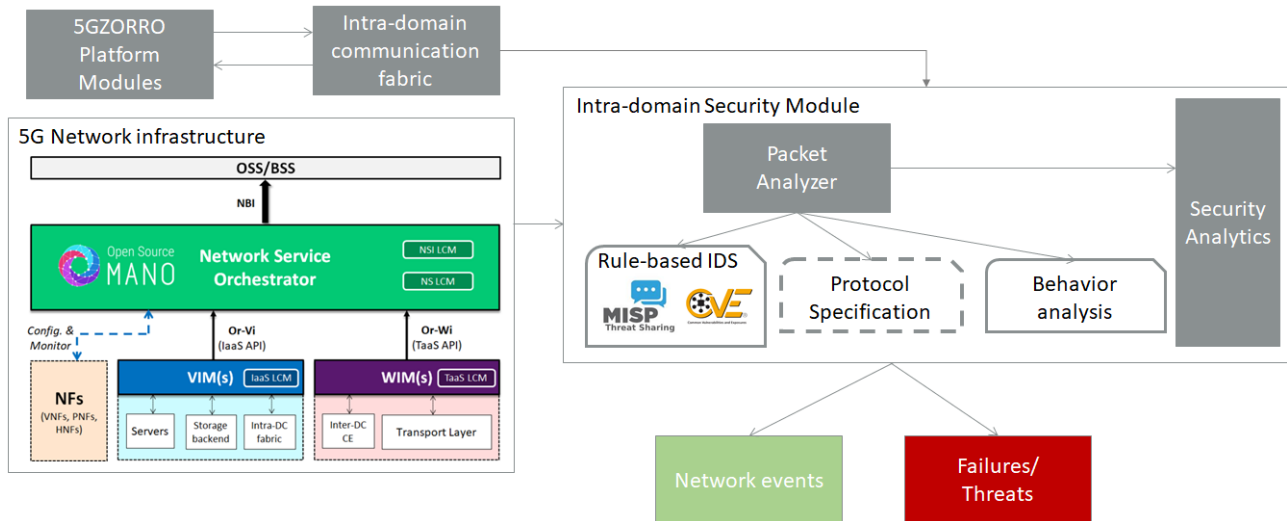 5GZORRO
Platform
Modules
Intra-domain
communication
fabric
5G Network infrastructure
OSS/BSS
NBI
Open Source
MANO
Network Service
Orchestrator
NSI LCM
NS LCM
Config. &
Monitor
Or-Vi
(IaaS API)
Or-Wi
(TaaS API)
NFs
(VNFs, PNFs,
HNFs)
VIM(s)
IaaS LCM
WIM(s)
TaaS LCM
Servers
Storage
backend
Intra-DC
fabric
Inter-DC
CE
Transport Layer
Intra-domain Security Module
Packet
Analyzer
Security
Analytics
Rule-based IDS
MISP
Threat Sharing
CVE
Common Vulnerabilities and Exposures
Protocol
Specification
Behavior
analysis
Network events
Failures/
Threats